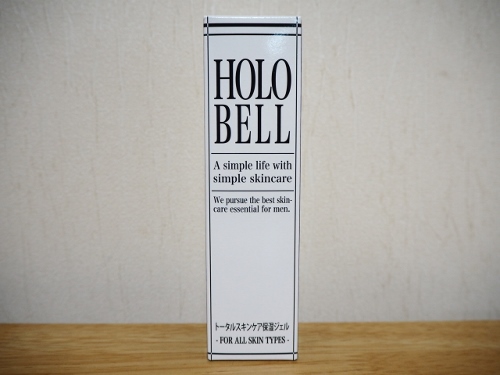 HOLO
BELL
A simple life with
simple skincare
We pursue the best skin-
care essential for men.
トータルスキンケア保湿ジェル
- FOR ALL SKIN TYPES -